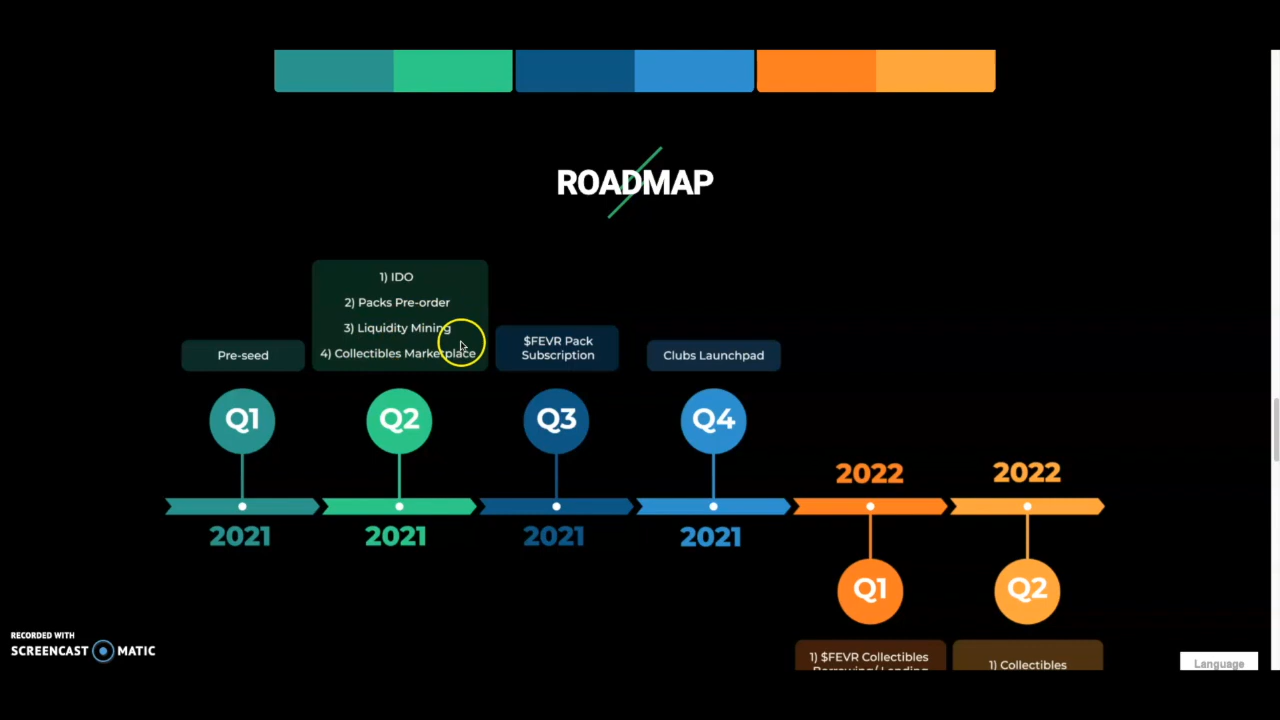 ROADMAP
1) IDO
2) Packs Pre-order
3) Liquidity Mining
4) Collectibles Marketplace
Pre-seed
$FEVR Pack
Subscription
Clubs Launchpad
Q1
Q2
Q3
Q4
2022
2022
2021
2021
2021
2021
Q1
Q2
1) $FEVR Collectibles
Borrowing/ Lending
1) Collectibles
RECORDED WITH
SCREENCAST MATIC
Language